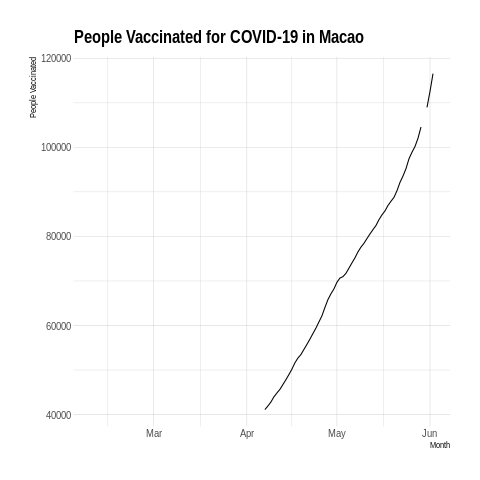 People Vaccinated for COVID-19 in Macao
People Vaccinated
120000
100000
80000
60000
40000
Mar Apr May Jun
Month